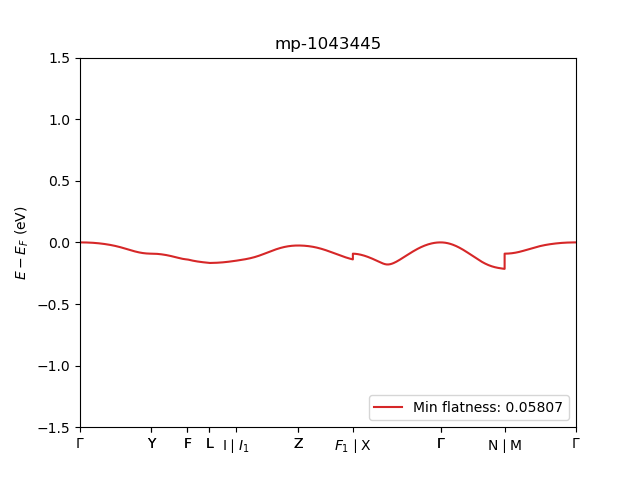 mp-1043445
E − E_F (eV)
1.5
1.0
0.5
0.0
−0.5
−1.0
−1.5
Min flatness: 0.05807
Γ Y F L I | I₁ Z F₁ | X Γ N | M Γ